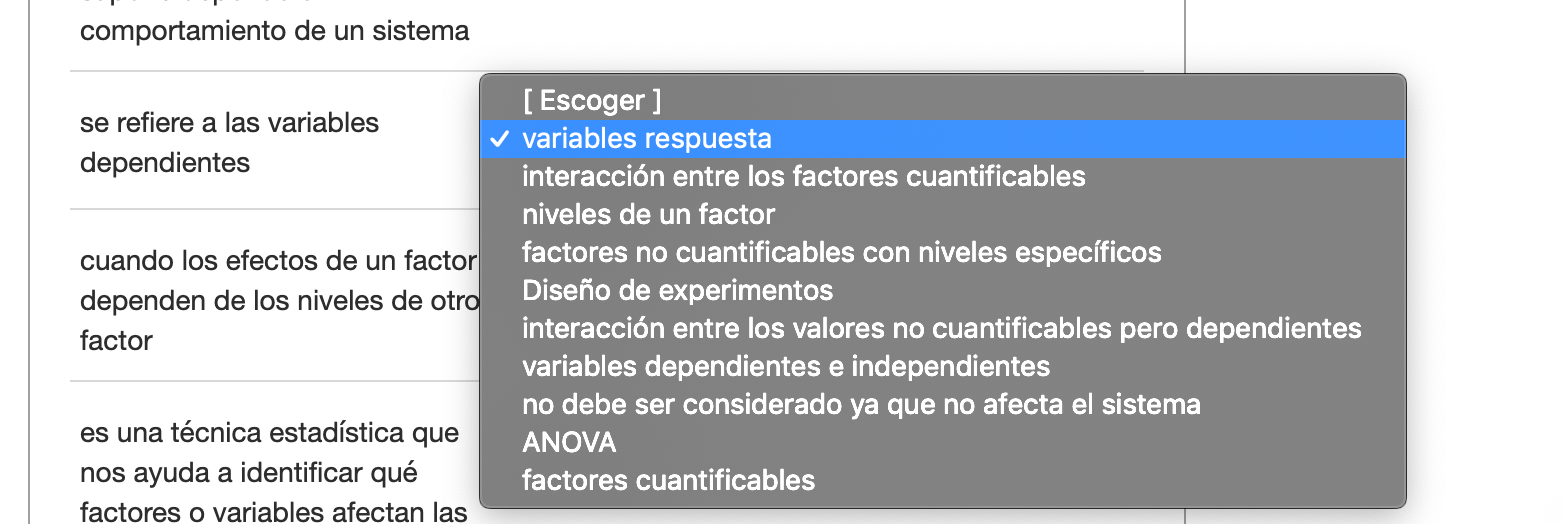 comportamiento de un sistema
se refiere a las variables
dependientes
cuando los efectos de un factor
dependen de los niveles de otro
factor
es una técnica estadística que
nos ayuda a identificar qué
factores o variables afectan las
[ Escoger ]
✓ variables respuesta
interacción entre los factores cuantificables
niveles de un factor
factores no cuantificables con niveles específicos
Diseño de experimentos
interacción entre los valores no cuantificables pero dependientes
variables dependientes e independientes
no debe ser considerado ya que no afecta el sistema
ANOVA
factores cuantificables